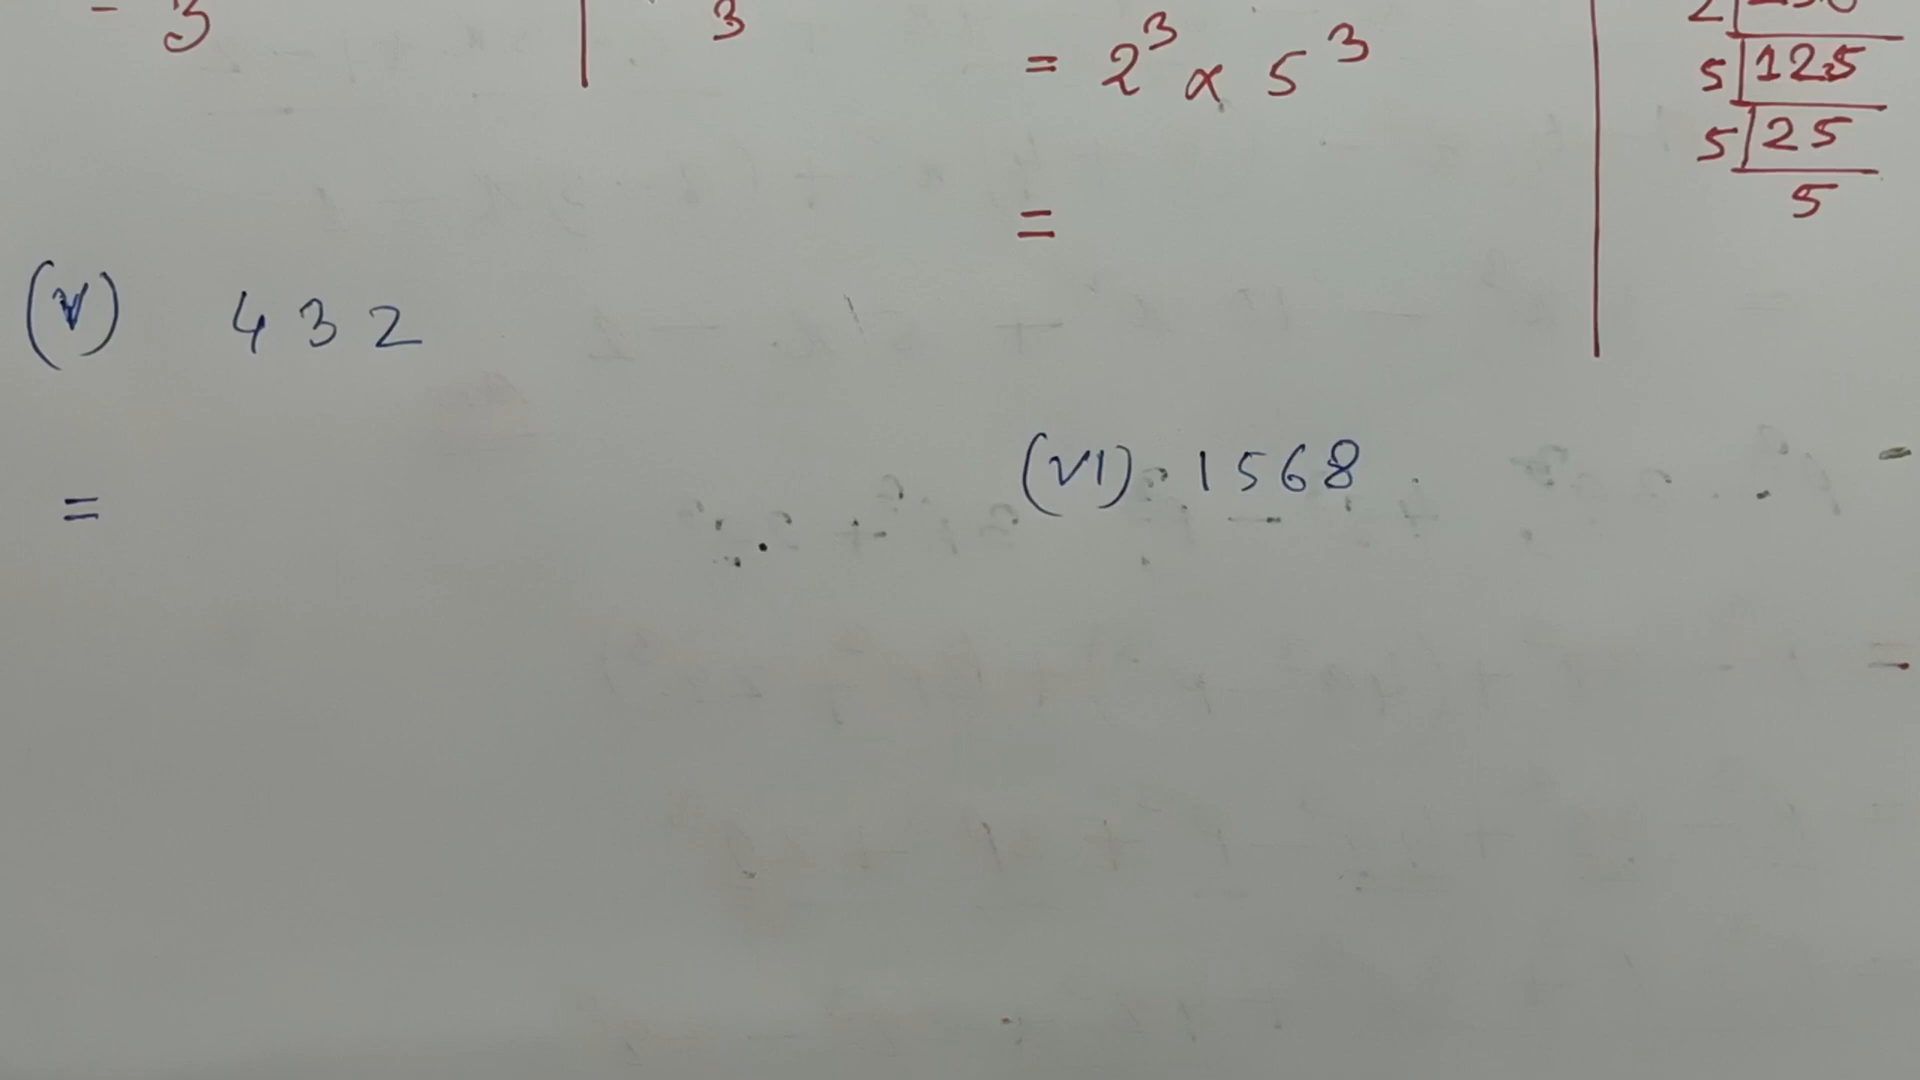 - 3
3
= 2³ × 5³
5 | 125
5 | 25
5
=
(V) 432
=
(VI) 1568